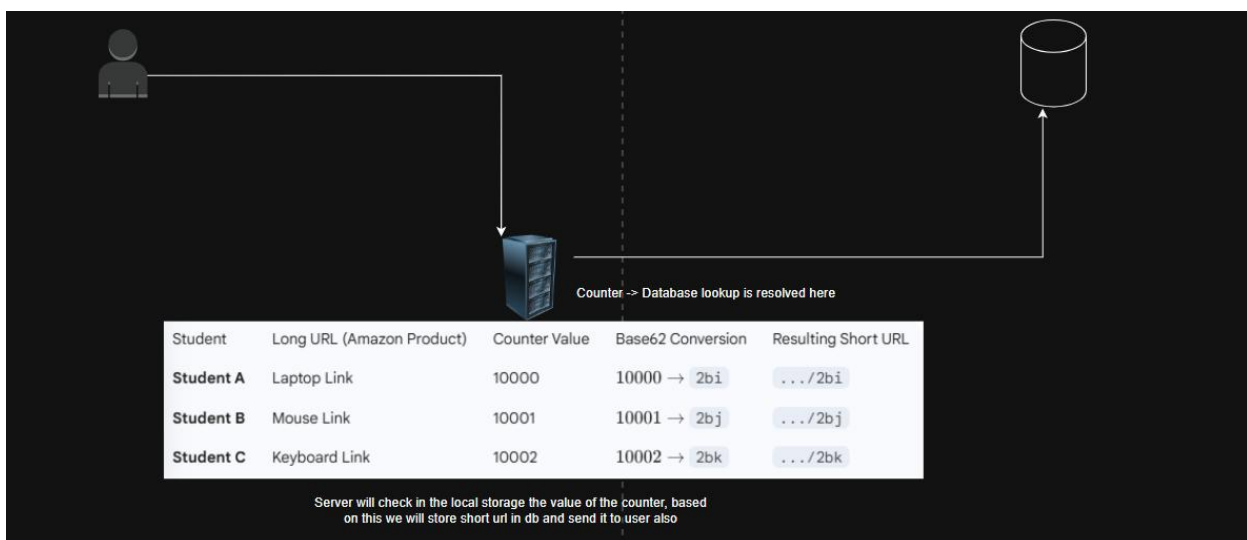 Counter -> Database lookup is resolved here
Student Long URL (Amazon Product) Counter Value Base62 Conversion Resulting Short URL
Student A Laptop Link 10000 10000 → 2bi .../2bi
Student B Mouse Link 10001 10001 → 2bj .../2bj
Student C Keyboard Link 10002 10002 → 2bk .../2bk
Server will check in the local storage the value of the counter, based
on this we will store short url in db and send it to user also